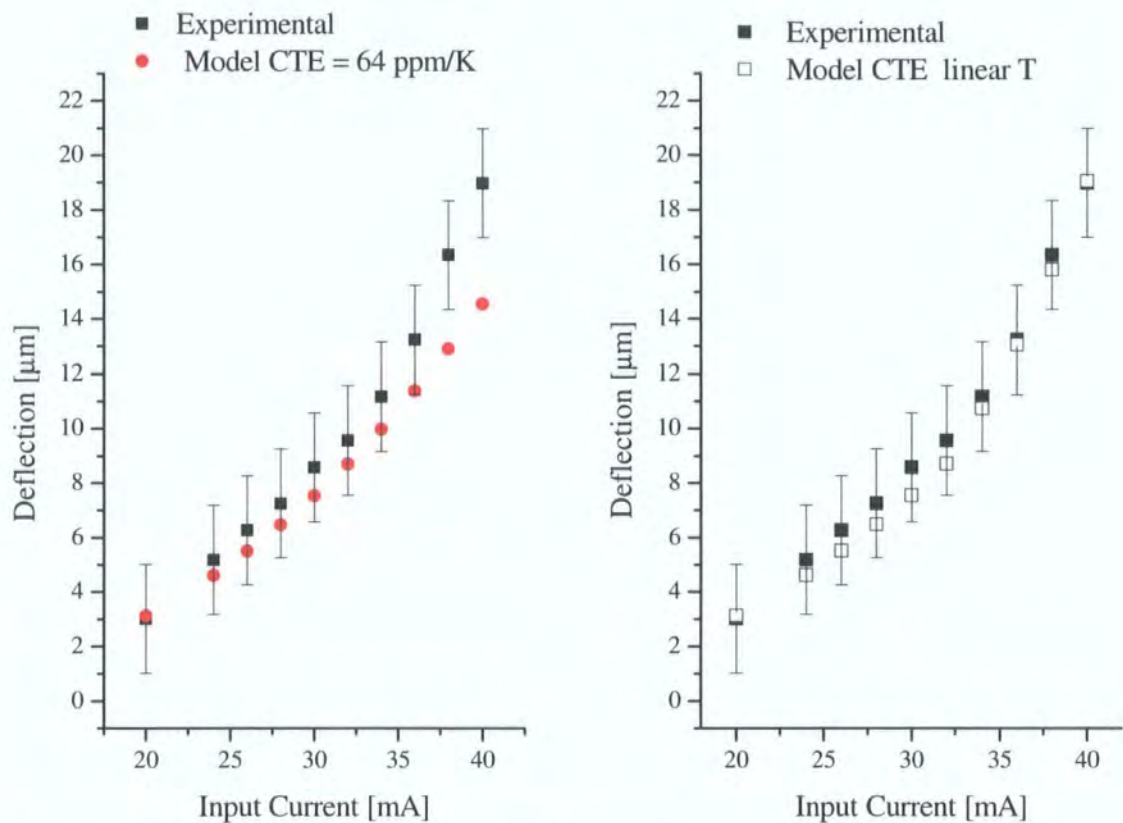 Experimental
Model CTE = 64 ppm/K
22
20
18
16
14
12
10
8
6
4
2
0
Deflection [µm]
20 25 30 35 40
Input Current [mA]
Experimental
Model CTE linear T
22
20
18
16
14
12
10
8
6
4
2
0
Deflection [µm]
20 25 30 35 40
Input Current [mA]